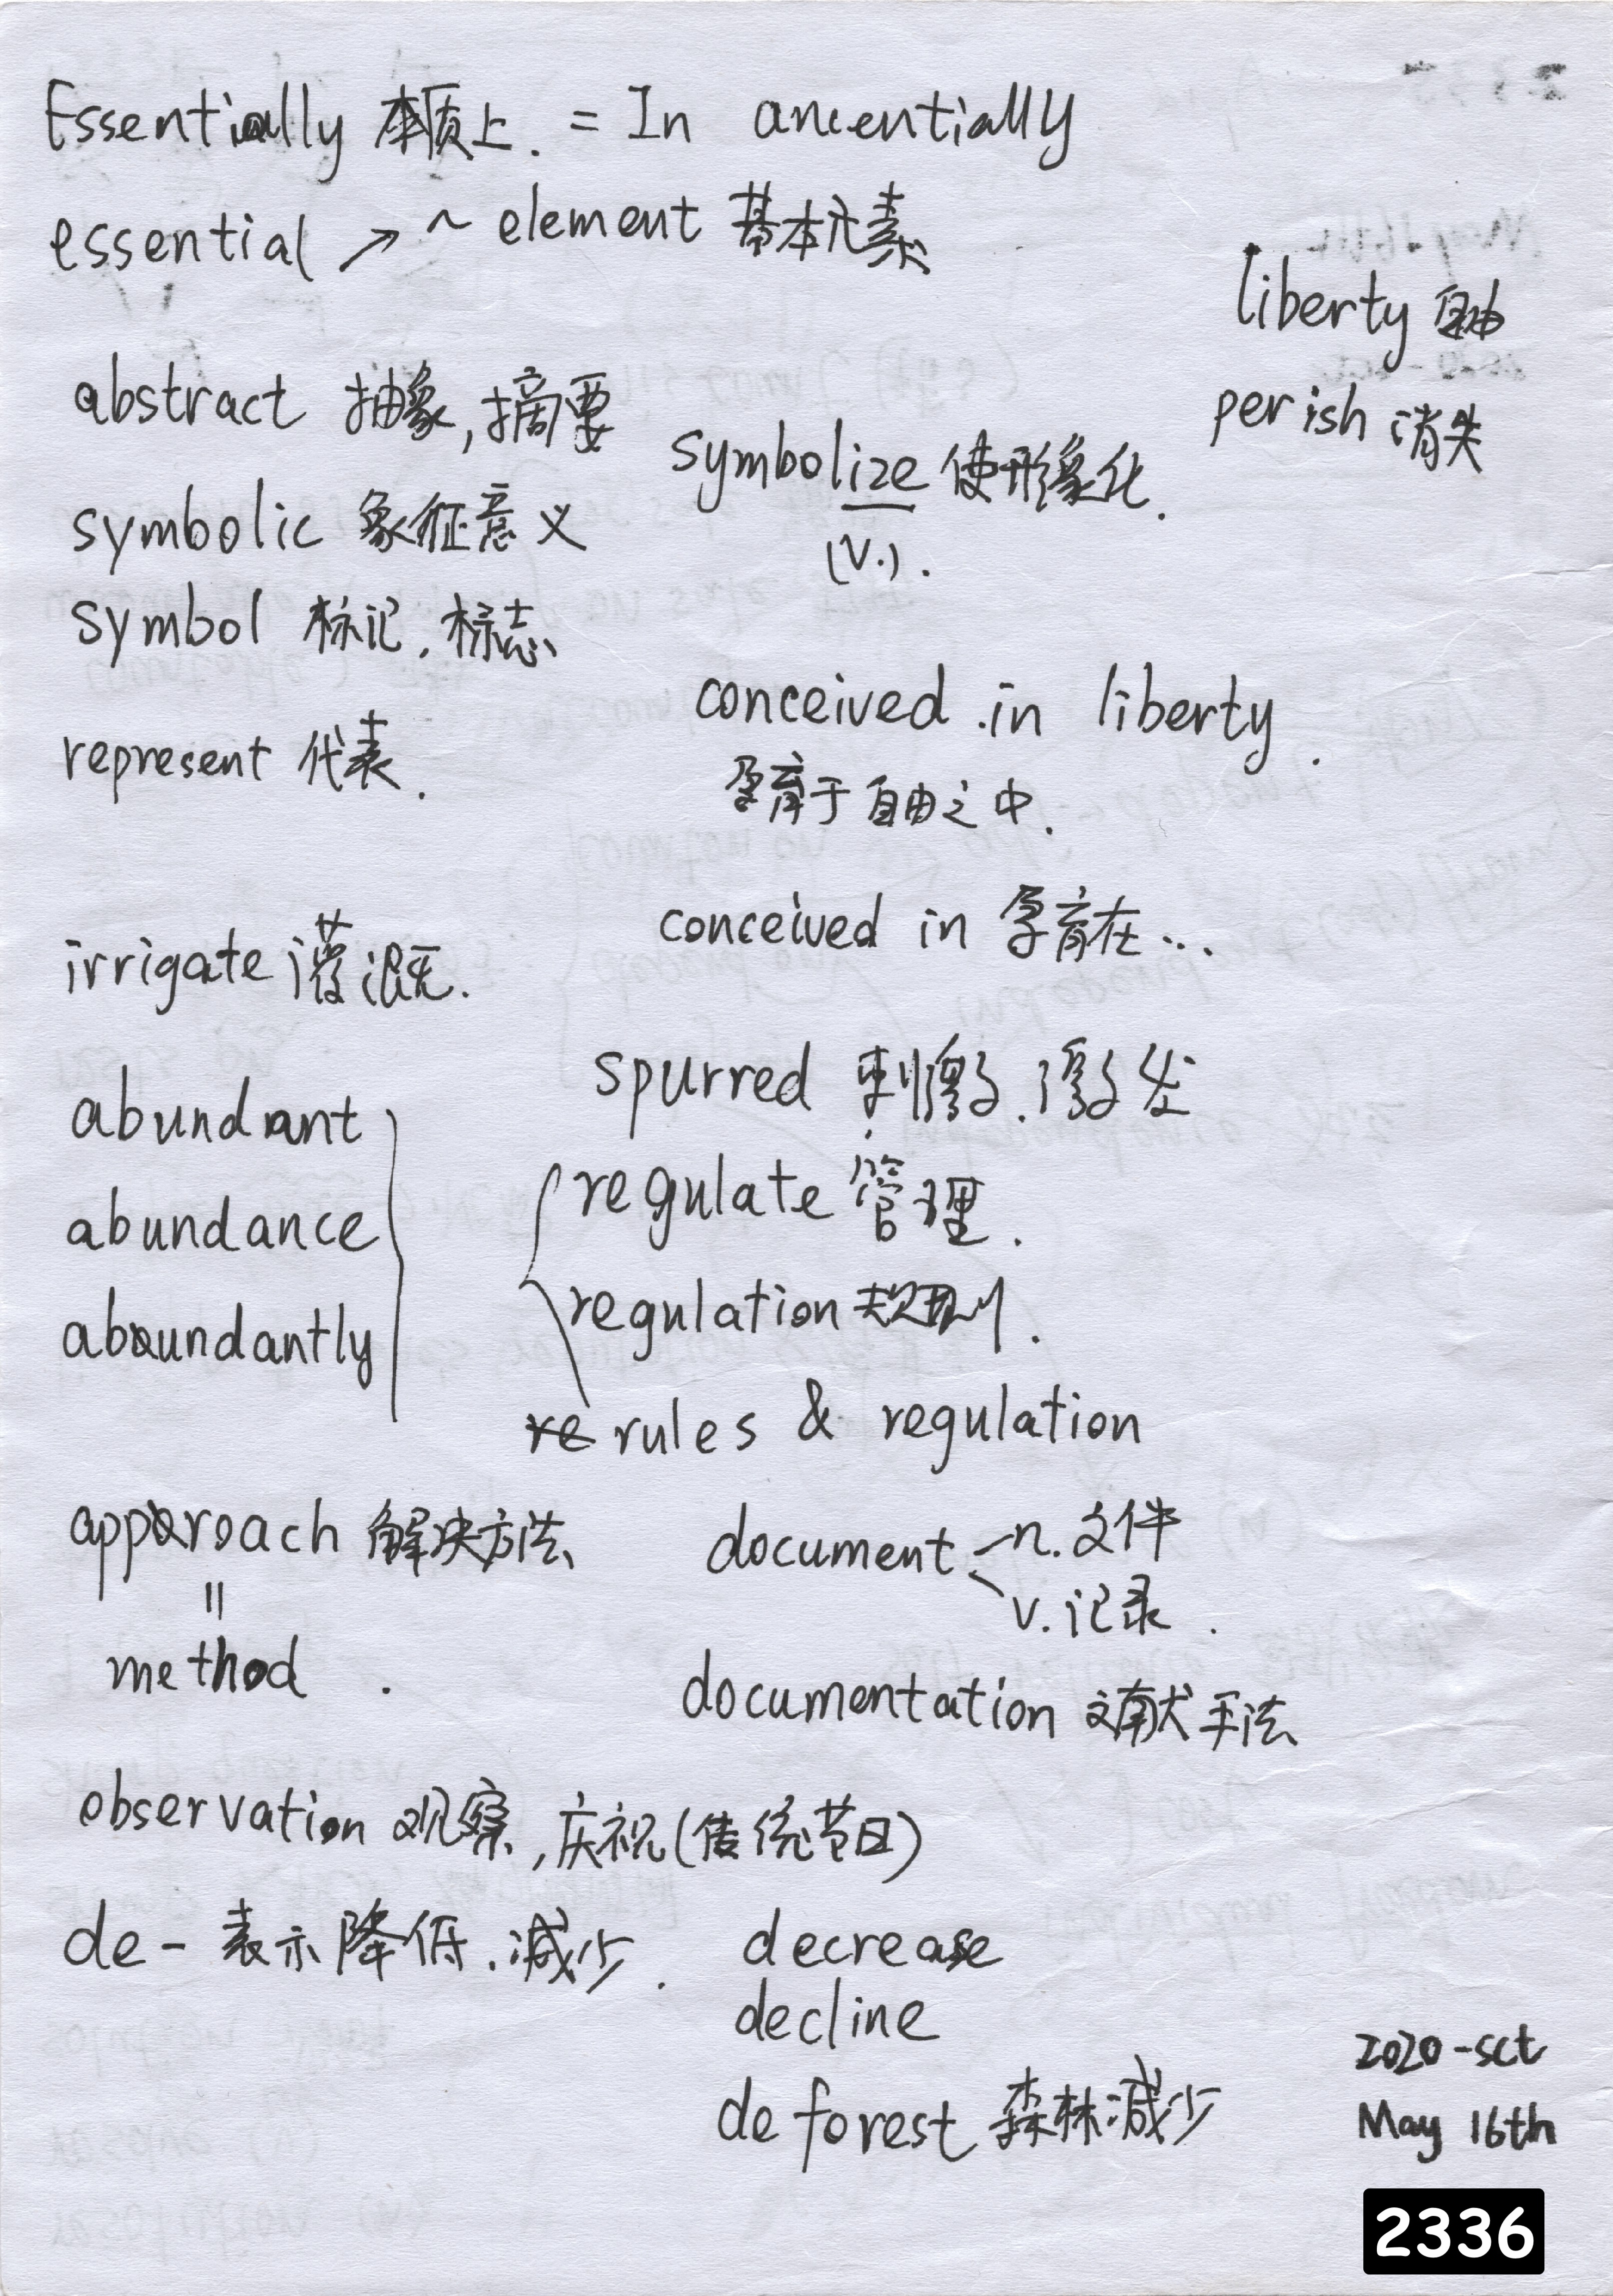 Essentially 本质上. = In ancentially
essential ↗ ~ element 基本元素
liberty 自由
perish 消失
abstract 抽象,摘要
symbolize 使形象化.
(v.).
symbolic 象征意义
symbol 标记.标志
represent 代表.
conceived in liberty.
孕育于自由之中.
conceived in 孕育在...
irrigate 灌溉.
spurred 刺激.激发
abundant
abundance
abundantly
regulate 管理.
regulation 规则.
re rules & regulation
approach 解决方法
=
method.
document n.文件
v.记录.
documentation 文献手法
observation 观察,庆祝(传统节日)
de- 表示降低.减少.
decrease
decline
deforest 森林减少
2020-sct
May 16th
2336